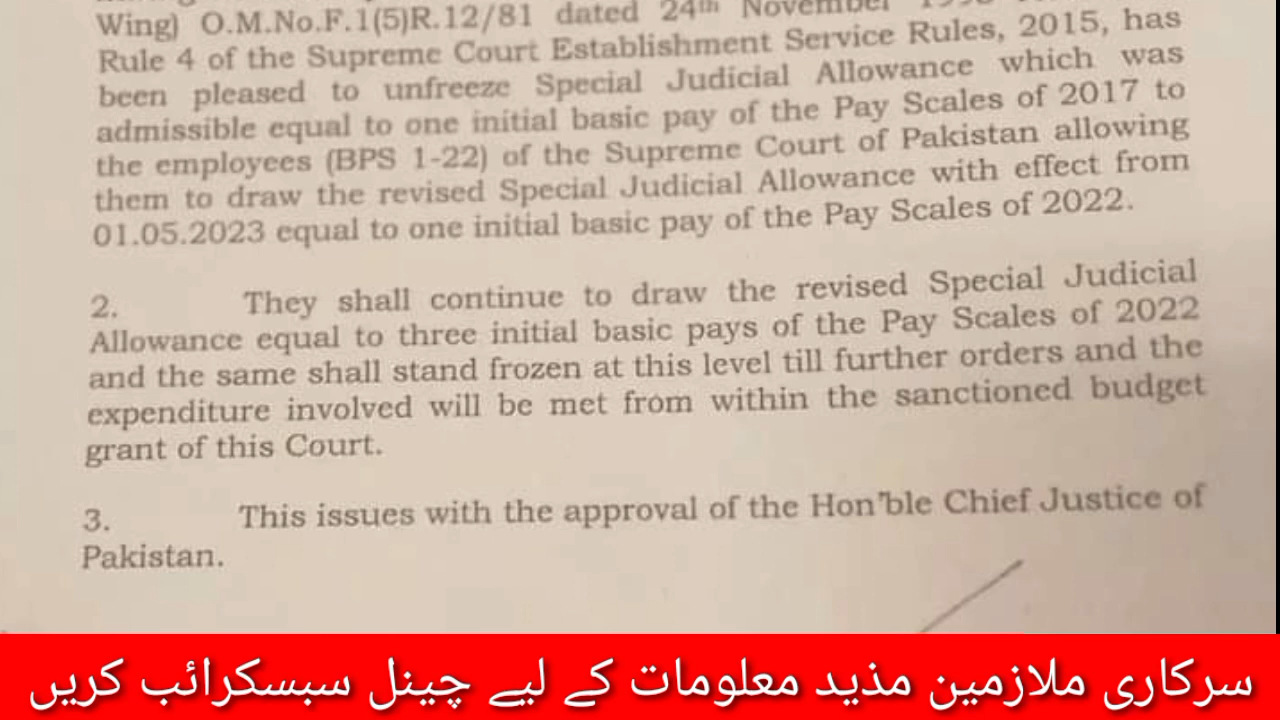 Wing) O.M.No.F.1(5)R.12/81 dated 24th November
Rule 4 of the Supreme Court Establishment Service Rules, 2015, has
been pleased to unfreeze Special Judicial Allowance which was
admissible equal to one initial basic pay of the Pay Scales of 2017 to
the employees (BPS 1-22) of the Supreme Court of Pakistan allowing
them to draw the revised Special Judicial Allowance with effect from
01.05.2023 equal to one initial basic pay of the Pay Scales of 2022.
2. They shall continue to draw the revised Special Judicial
Allowance equal to three initial basic pays of the Pay Scales of 2022
and the same shall stand frozen at this level till further orders and the
expenditure involved will be met from within the sanctioned budget
grant of this Court.
3. This issues with the approval of the Hon'ble Chief Justice of
Pakistan.
سرکاری ملازمین مذید معلومات کے لیے چینل سبسکرائب کریں